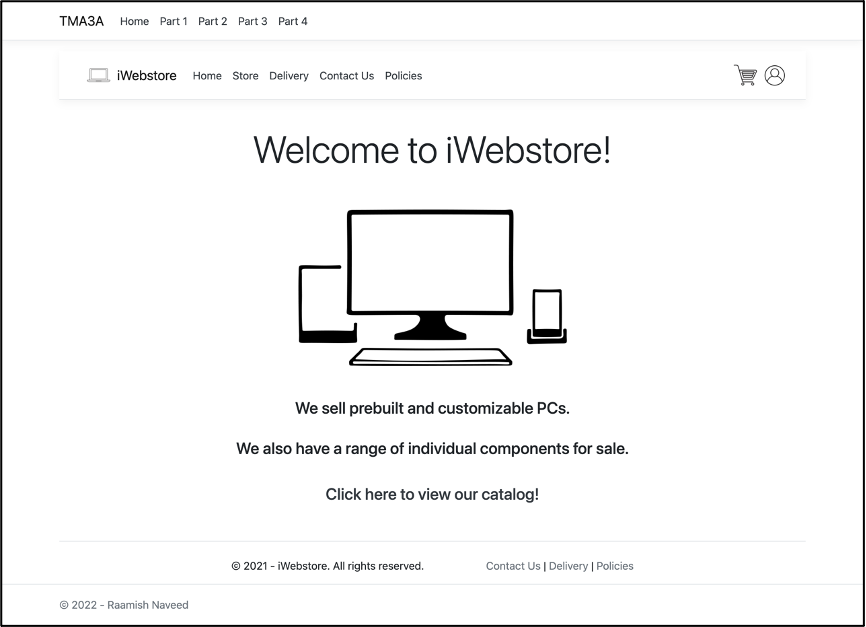 TMA3A Home Part 1 Part 2 Part 3 Part 4
iWebstore Home Store Delivery Contact Us Policies
Welcome to iWebstore!
We sell prebuilt and customizable PCs.
We also have a range of individual components for sale.
Click here to view our catalog!
© 2021 - iWebstore. All rights reserved. Contact Us | Delivery | Policies
© 2022 - Raamish Naveed